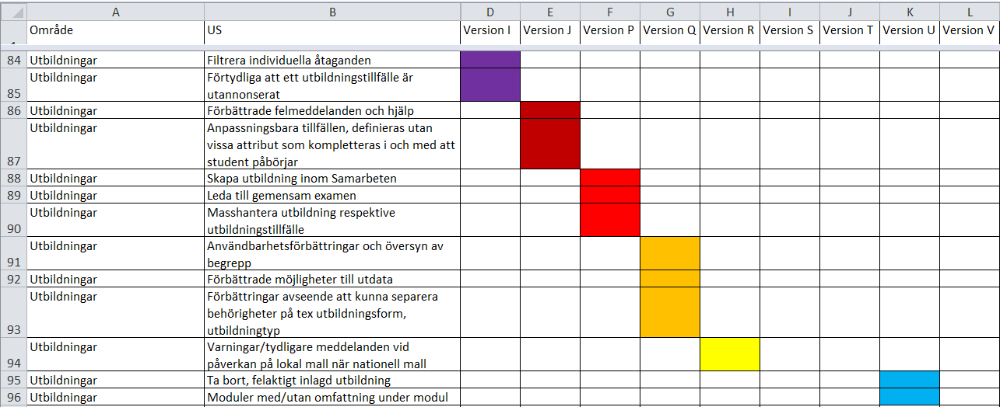 A B D E F G H I J K L
Område US Version I Version J Version P Version Q Version R Version S Version T Version U Version V
84 Utbildningar Filtrera individuella åtaganden
Utbildningar Förtydliga att ett utbildningstillfälle är
85 utannonserat
86 Utbildningar Förbättrade felmeddelanden och hjälp
Utbildningar Anpassningsbara tillfällen, definieras utan
vissa attribut som kompletteras i och med att
87 student påbörjar
88 Utbildningar Skapa utbildning inom Samarbeten
89 Utbildningar Leda till gemensam examen
Utbildningar Masshantera utbildning respektive
90 utbildningstillfälle
Utbildningar Användbarhetsförbättringar och översyn av
91 begrepp
92 Utbildningar Förbättrade möjligheter till utdata
Utbildningar Förbättringar avseende att kunna separera
behörigheter på tex utbildningsform,
93 utbildningtyp
Utbildningar Varningar/tydligare meddelanden vid
94 påverkan på lokal mall när nationell mall
95 Utbildningar Ta bort, felaktigt inlagd utbildning
96 Utbildningar Moduler med/utan omfattning under modul